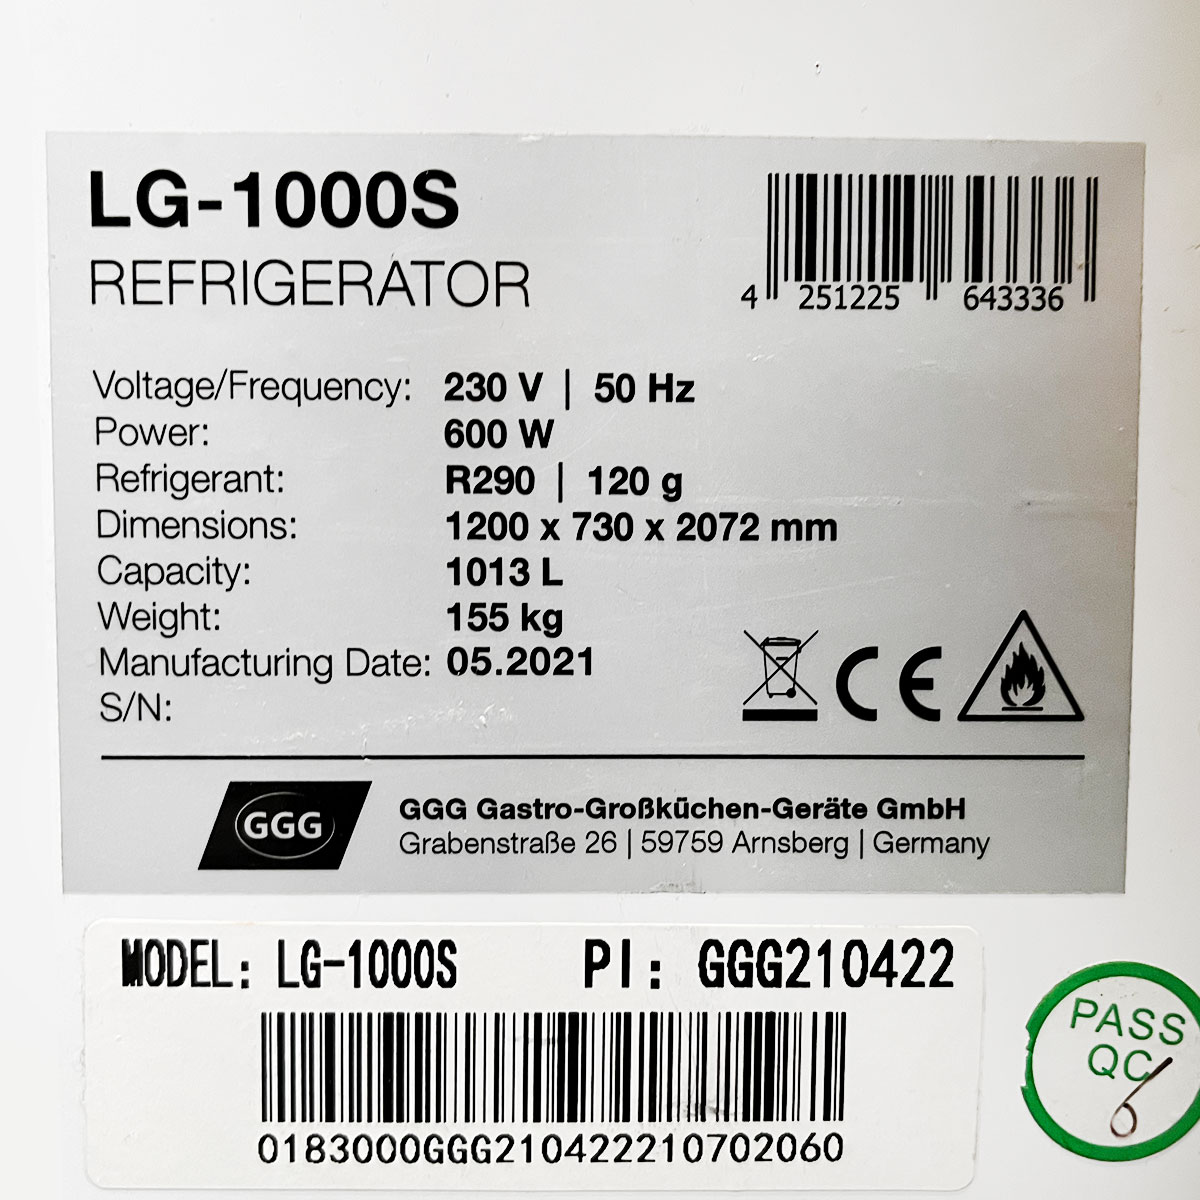 LG-1000S
REFRIGERATOR
4 251225 643336
Voltage/Frequency: 230 V | 50 Hz
Power: 600 W
Refrigerant: R290 | 120 g
Dimensions: 1200 x 730 x 2072 mm
Capacity: 1013 L
Weight: 155 kg
Manufacturing Date: 05.2021
S/N:
CE
GGG
GGG Gastro-Großküchen-Geräte GmbH
Grabenstraße 26 | 59759 Arnsberg | Germany
MODEL: LG-1000S PI: GGG210422
0183000GGG210422210702060
PASS
QC
6